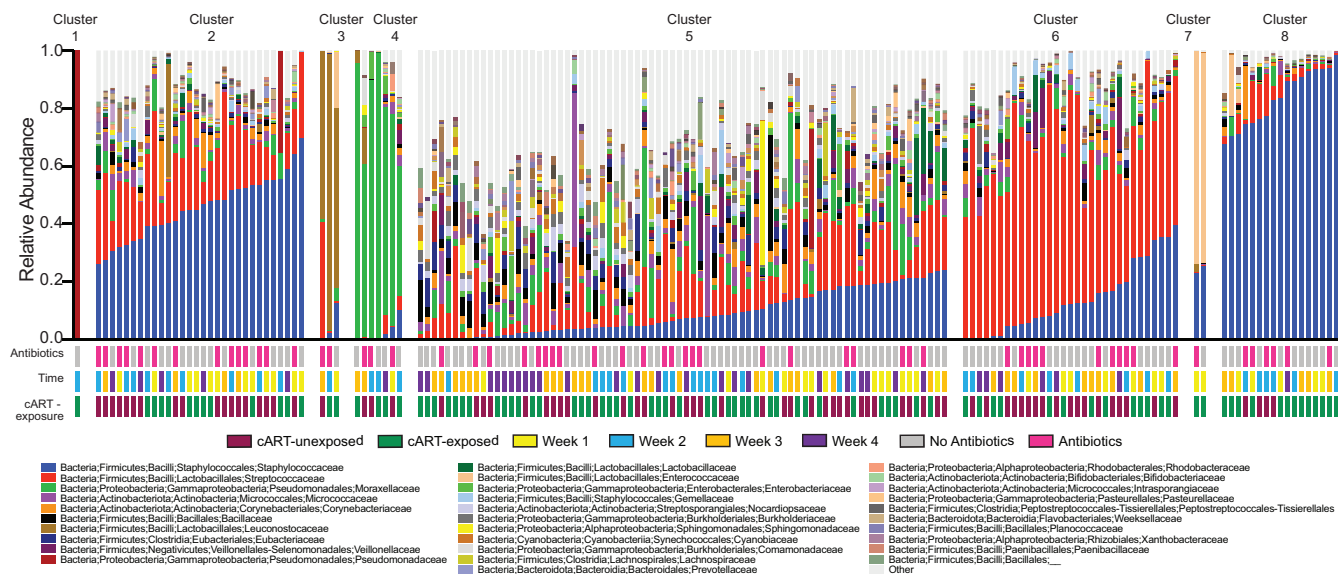 Cluster
1
Cluster
2
Cluster
3
Cluster
4
Cluster
5
Cluster
6
Cluster
7
Cluster
8
Relative Abundance
1.0
0.8
0.6
0.4
0.2
0.0
Antibiotics
Time
cART -
exposure
cART-unexposed
cART-exposed
Week 1
Week 2
Week 3
Week 4
No Antibiotics
Antibiotics
Bacteria;Firmicutes;Bacilli;Staphylococcales;Staphylococcaceae
Bacteria;Firmicutes;Bacilli;Lactobacillales;Streptococcaceae
Bacteria;Proteobacteria;Gammaproteobacteria;Pseudomonadales;Moraxellaceae
Bacteria;Actinobacteriota;Actinobacteria;Micrococcales;Micrococcaceae
Bacteria;Actinobacteriota;Actinobacteria;Corynebacteriales;Corynebacteriaceae
Bacteria;Firmicutes;Bacilli;Bacillales;Bacillaceae
Bacteria;Firmicutes;Bacilli;Lactobacillales;Leuconostocaceae
Bacteria;Firmicutes;Clostridia;Eubacteriales;Eubacteriaceae
Bacteria;Firmicutes;Negativicutes;Veillonellales-Selenomonadales;Veillonellaceae
Bacteria;Proteobacteria;Gammaproteobacteria;Pseudomonadales;Pseudomonadaceae
Bacteria;Firmicutes;Bacilli;Lactobacillales;Lactobacillaceae
Bacteria;Firmicutes;Bacilli;Lactobacillales;Enterococcaceae
Bacteria;Proteobacteria;Gammaproteobacteria;Enterobacterales;Enterobacteriaceae
Bacteria;Firmicutes;Bacilli;Staphylococcales;Gemellaceae
Bacteria;Actinobacteriota;Actinobacteria;Streptosporangiales;Nocardiopsaceae
Bacteria;Proteobacteria;Gammaproteobacteria;Burkholderiales;Burkholderiaceae
Bacteria;Proteobacteria;Alphaproteobacteria;Sphingomonadales;Sphingomonadaceae
Bacteria;Cyanobacteria;Cyanobacteriia;Synechococcales;Cyanobiaceae
Bacteria;Proteobacteria;Gammaproteobacteria;Burkholderiales;Comamonadaceae
Bacteria;Firmicutes;Clostridia;Lachnospirales;Lachnospiraceae
Bacteria;Bacteroidota;Bacteroidia;Bacteroidales;Prevotellaceae
Bacteria;Proteobacteria;Alphaproteobacteria;Rhodobacterales;Rhodobacteraceae
Bacteria;Actinobacteriota;Actinobacteria;Bifidobacteriales;Bifidobacteriaceae
Bacteria;Actinobacteriota;Actinobacteria;Micrococcales;Intrasporangiaceae
Bacteria;Proteobacteria;Gammaproteobacteria;Pasteurellales;Pasteurellaceae
Bacteria;Firmicutes;Clostridia;Peptostreptococcales-Tissierellales;Peptostreptococcales-Tissierellales
Bacteria;Bacteroidota;Bacteroidia;Flavobacteriales;Weeksellaceae
Bacteria;Firmicutes;Bacilli;Bacillales;Planococcaceae
Bacteria;Proteobacteria;Alphaproteobacteria;Rhizobiales;Xanthobacteraceae
Bacteria;Firmicutes;Bacilli;Paenibacillales;Paenibacillaceae
Bacteria;Firmicutes;Bacilli;Bacillales;__
Other